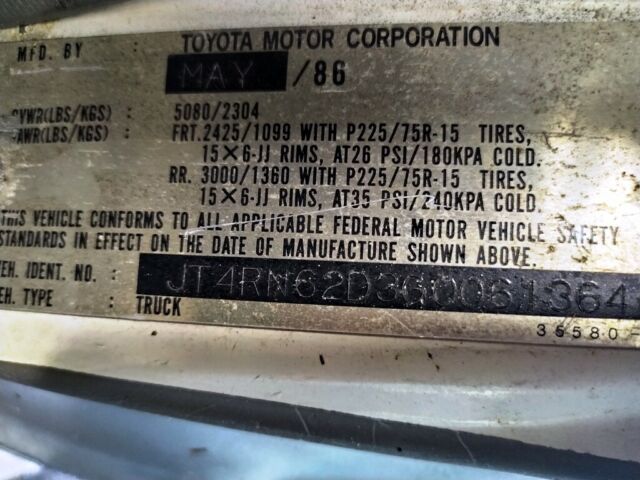 MFD. BY TOYOTA MOTOR CORPORATION
MAY /86
GVWR(LBS/KGS) : 5080/2304
GAWR(LBS/KGS) : FRT. 2425/1099 WITH P225/75R-15 TIRES,
15×6-JJ RIMS, AT26 PSI/180KPA COLD.
RR. 3000/1360 WITH P225/75R-15 TIRES,
15×6-JJ RIMS, AT35 PSI/240KPA COLD.
THIS VEHICLE CONFORMS TO ALL APPLICABLE FEDERAL MOTOR VEHICLE SAFETY
STANDARDS IN EFFECT ON THE DATE OF MANUFACTURE SHOWN ABOVE.
VEH. IDENT. NO. : JT4RN62D3G0061364
VEH. TYPE : TRUCK
35580-